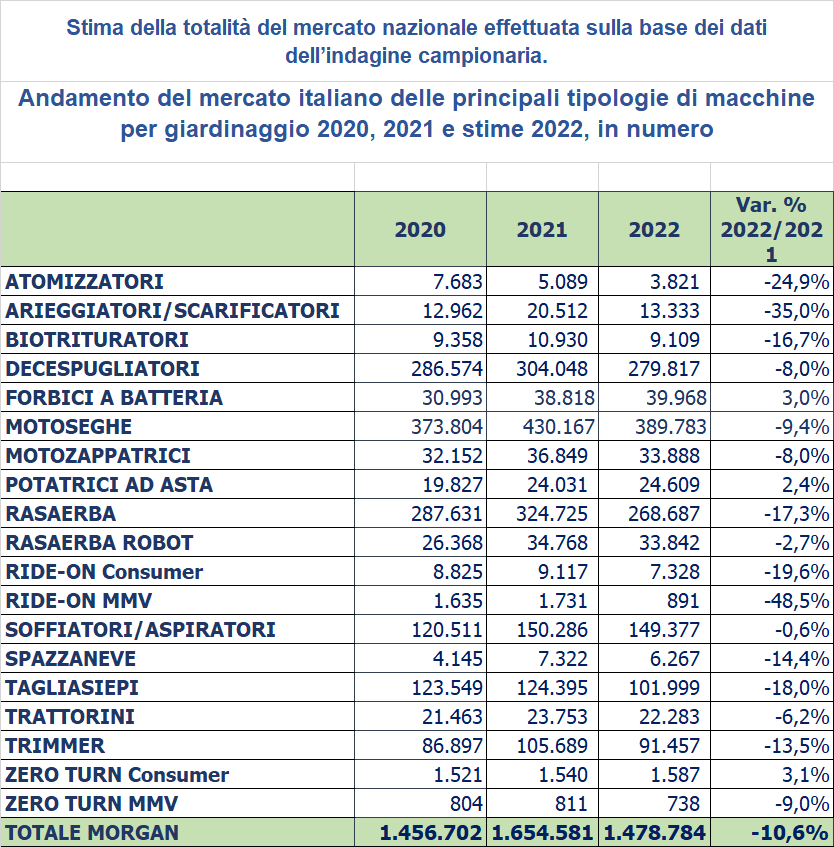 Stima della totalità del mercato nazionale effettuata sulla base dei dati
dell'indagine campionaria.
Andamento del mercato italiano delle principali tipologie di macchine
per giardinaggio 2020, 2021 e stime 2022, in numero
2020 2021 2022 Var. %
2022/202
1
ATOMIZZATORI 7.683 5.089 3.821 -24,9%
ARIEGGIATORI/SCARIFICATORI 12.962 20.512 13.333 -35,0%
BIOTRITURATORI 9.358 10.930 9.109 -16,7%
DECESPUGLIATORI 286.574 304.048 279.817 -8,0%
FORBICI A BATTERIA 30.993 38.818 39.968 3,0%
MOTOSEGHE 373.804 430.167 389.783 -9,4%
MOTOZAPPATRICI 32.152 36.849 33.888 -8,0%
POTATRICI AD ASTA 19.827 24.031 24.609 2,4%
RASAERBA 287.631 324.725 268.687 -17,3%
RASAERBA ROBOT 26.368 34.768 33.842 -2,7%
RIDE-ON Consumer 8.825 9.117 7.328 -19,6%
RIDE-ON MMV 1.635 1.731 891 -48,5%
SOFFIATORI/ASPIRATORI 120.511 150.286 149.377 -0,6%
SPAZZANEVE 4.145 7.322 6.267 -14,4%
TAGLIASIEPI 123.549 124.395 101.999 -18,0%
TRATTORINI 21.463 23.753 22.283 -6,2%
TRIMMER 86.897 105.689 91.457 -13,5%
ZERO TURN Consumer 1.521 1.540 1.587 3,1%
ZERO TURN MMV 804 811 738 -9,0%
TOTALE MORGAN 1.456.702 1.654.581 1.478.784 -10,6%